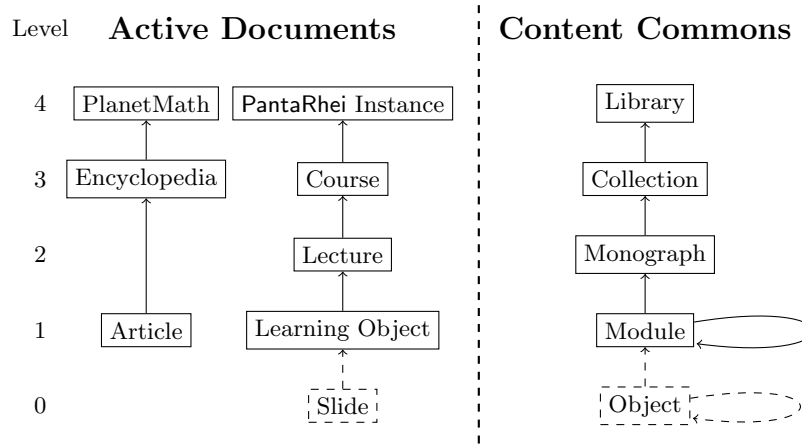 Level Active Documents Content Commons
4 PlanetMath PantaRhei Instance Library
3 Encyclopedia Course Collection
2 Lecture Monograph
1 Article Learning Object Module
0 Slide Object